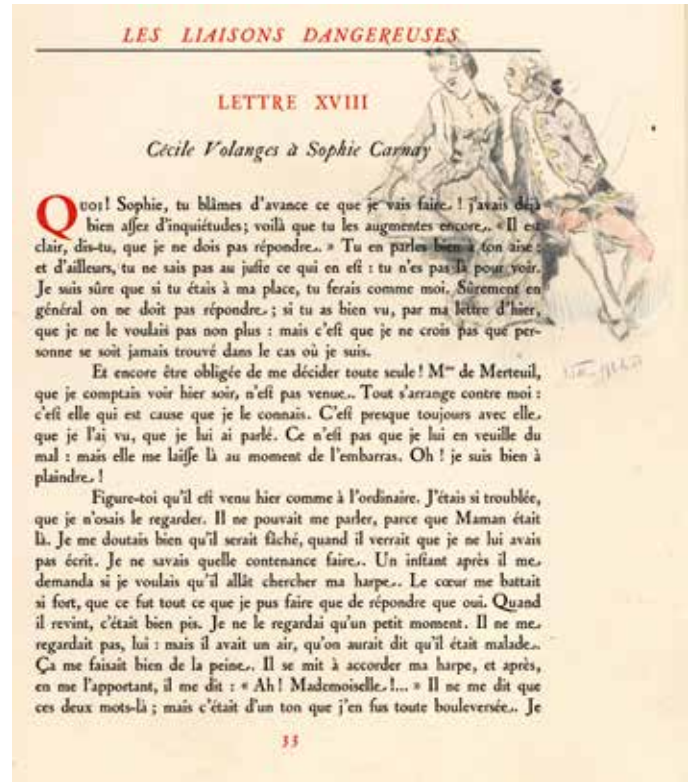 LES LIAISONS DANGEREUSES
LETTRE XVIII
Cécile Volanges à Sophie Carnay
QUOI! Sophie, tu blâmes d'avance ce que je vais faire ! j'avais déjà
bien assez d'inquiétudes; voilà que tu les augmentes encore. « Il est
clair, dis-tu, que je ne dois pas répondre. » Tu en parles bien à ton aise :
et d'ailleurs, tu ne sais pas au juste ce qui en est : tu n'es pas là pour voir.
Je suis sûre que si tu étais à ma place, tu ferais comme moi. Sûrement en
général on ne doit pas répondre ; si tu as bien vu, par ma lettre d'hier,
que je ne le voulais pas non plus : mais c'est que je ne crois pas que per-
sonne se soit jamais trouvé dans le cas où je suis.
Et encore être obligée de me décider toute seule ! Mme de Merteuil,
que je comptais voir hier soir, n'est pas venue. Tout s'arrange contre moi :
c'est elle qui est cause que je le connais. C'est presque toujours avec elle
que je l'ai vu, que je lui ai parlé. Ce n'est pas que je lui en veuille du
mal : mais elle me laisse là au moment de l'embarras. Oh ! je suis bien à
plaindre !
Figure-toi qu'il est venu hier comme à l'ordinaire. J'étais si troublée,
que je n'osais le regarder. Il ne pouvait me parler, parce que Maman était
là. Je me doutais bien qu'il serait fâché, quand il verrait que je ne lui avais
pas écrit. Je ne savais quelle contenance faire. Un instant après il me
demanda si je voulais qu'il allât chercher ma harpe. Le cœur me battait
si fort, que ce fut tout ce que je pus faire que de répondre que oui. Quand
il revint, c'était bien pis. Je ne le regardai qu'un petit moment. Il ne me
regardait pas, lui : mais il avait un air, qu'on aurait dit qu'il était malade.
Ça me faisait bien de la peine. Il se mit à accorder ma harpe, et après,
en me l'apportant, il me dit : « Ah ! Mademoiselle !... » Il ne me dit que
ces deux mots-là ; mais c'était d'un ton que j'en fus toute bouleversée. Je
33